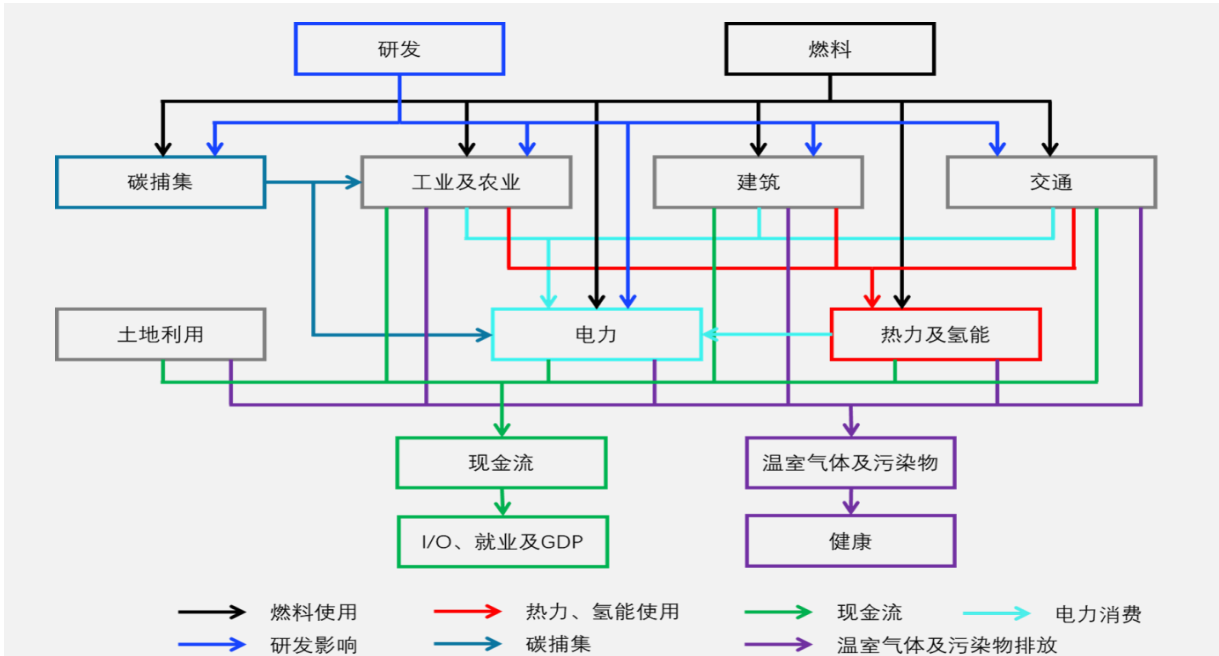 研发
燃料
碳捕集
工业及农业
建筑
交通
土地利用
电力
热力及氢能
现金流
温室气体及污染物
I/O、就业及GDP
健康
燃料使用
热力、氢能使用
现金流
电力消费
研发影响
碳捕集
温室气体及污染物排放